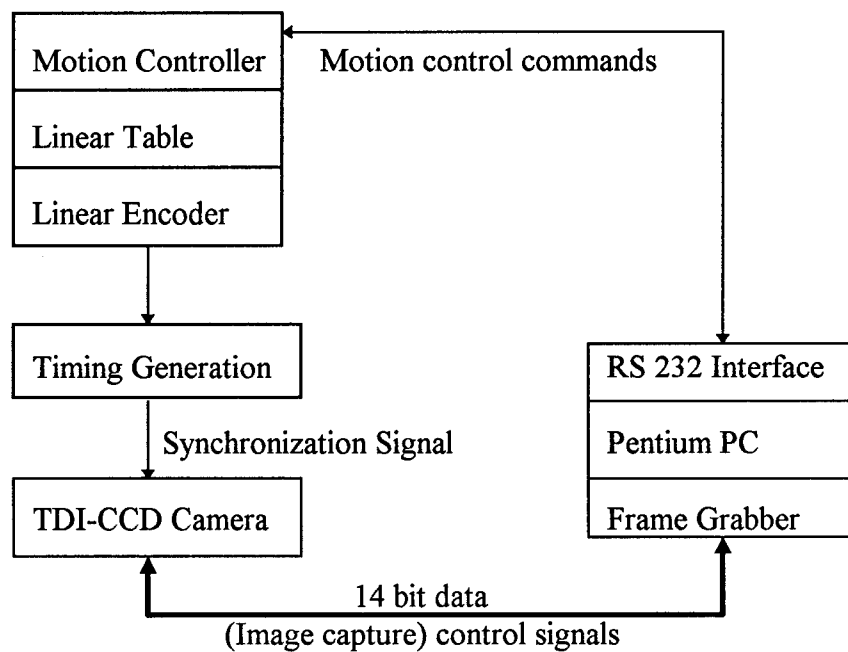 Motion Controller
Motion control commands
Linear Table
Linear Encoder
Timing Generation
RS 232 Interface
Synchronization Signal
Pentium PC
TDI-CCD Camera
Frame Grabber
14 bit data
(Image capture) control signals